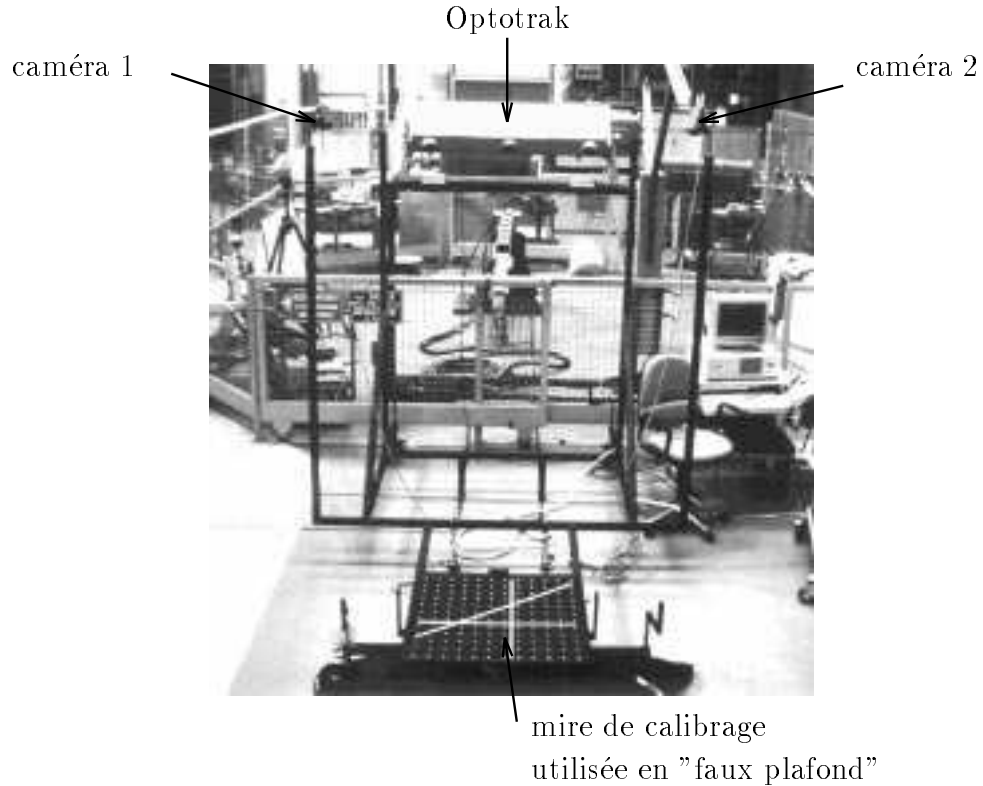 Optotrak
caméra 1
caméra 2
mire de calibrage
utilisée en "faux plafond"